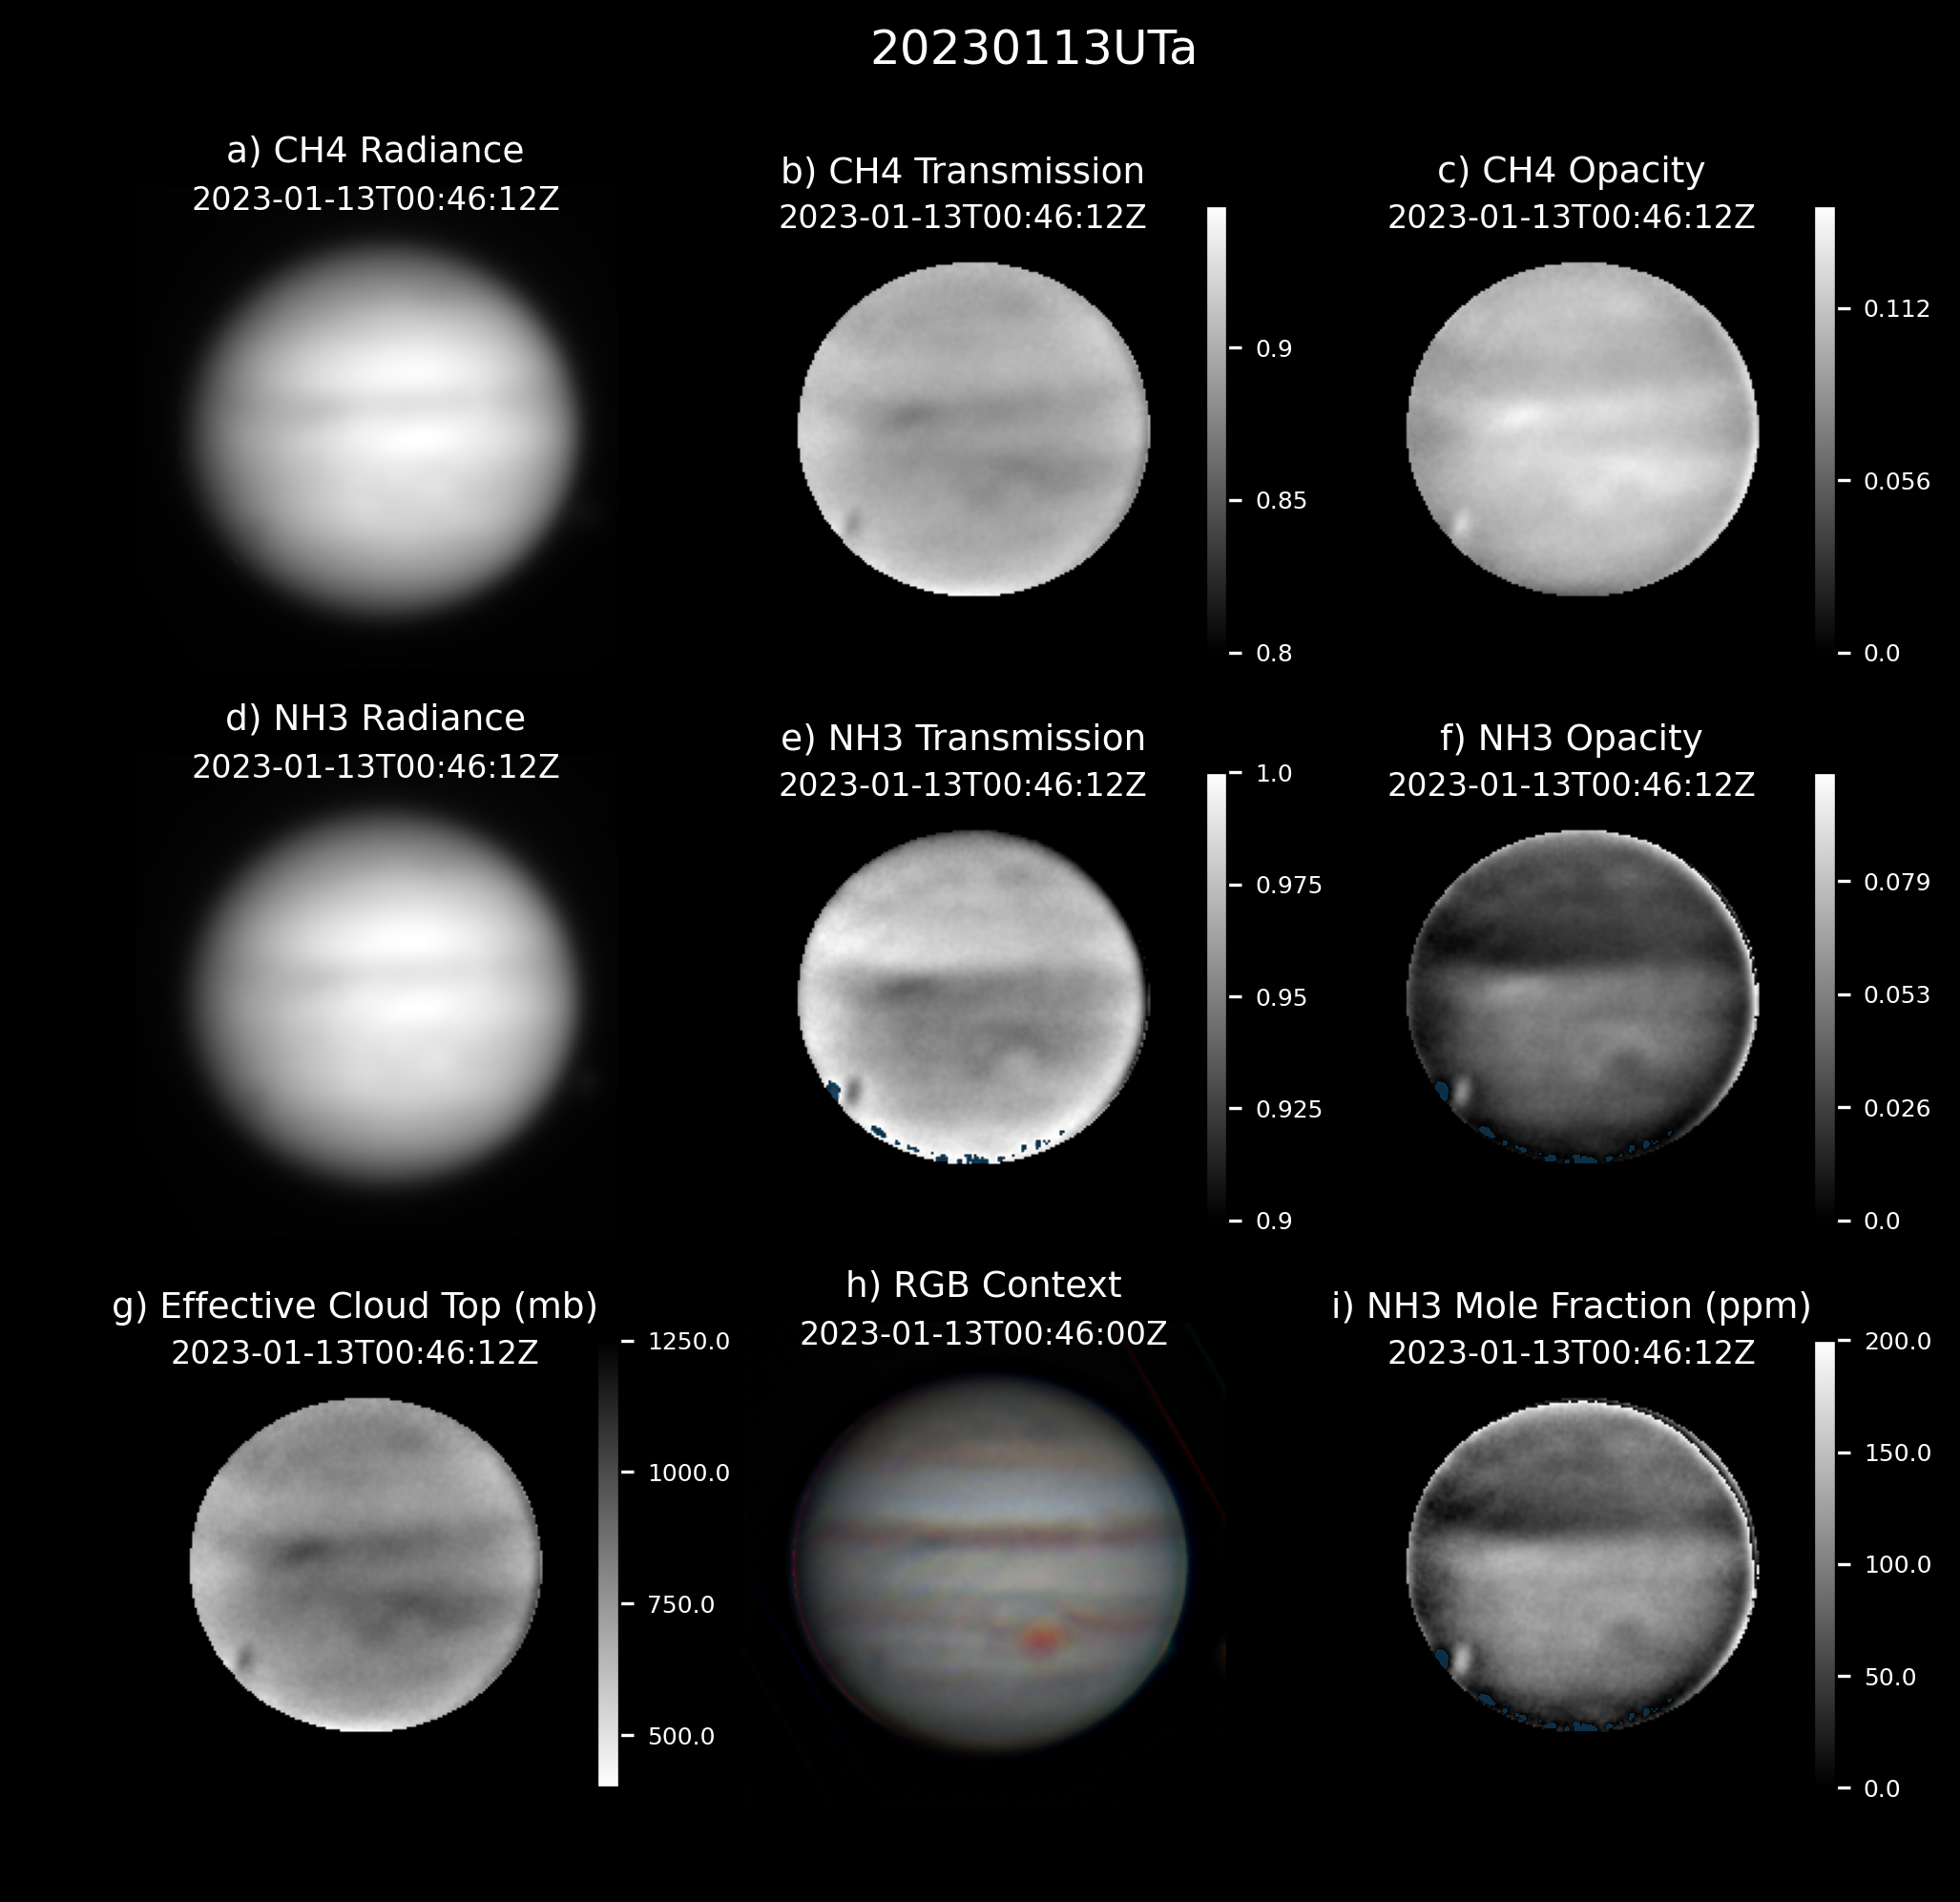 20230113UTa
a) CH4 Radiance
2023-01-13T00:46:12Z
b) CH4 Transmission
2023-01-13T00:46:12Z
0.9
0.85
0.8
c) CH4 Opacity
2023-01-13T00:46:12Z
0.112
0.056
0.0
d) NH3 Radiance
2023-01-13T00:46:12Z
e) NH3 Transmission
2023-01-13T00:46:12Z
1.0
0.975
0.95
0.925
0.9
f) NH3 Opacity
2023-01-13T00:46:12Z
0.079
0.053
0.026
0.0
g) Effective Cloud Top (mb)
2023-01-13T00:46:12Z
1250.0
1000.0
750.0
500.0
h) RGB Context
2023-01-13T00:46:00Z
i) NH3 Mole Fraction (ppm)
2023-01-13T00:46:12Z
200.0
150.0
100.0
50.0
0.0